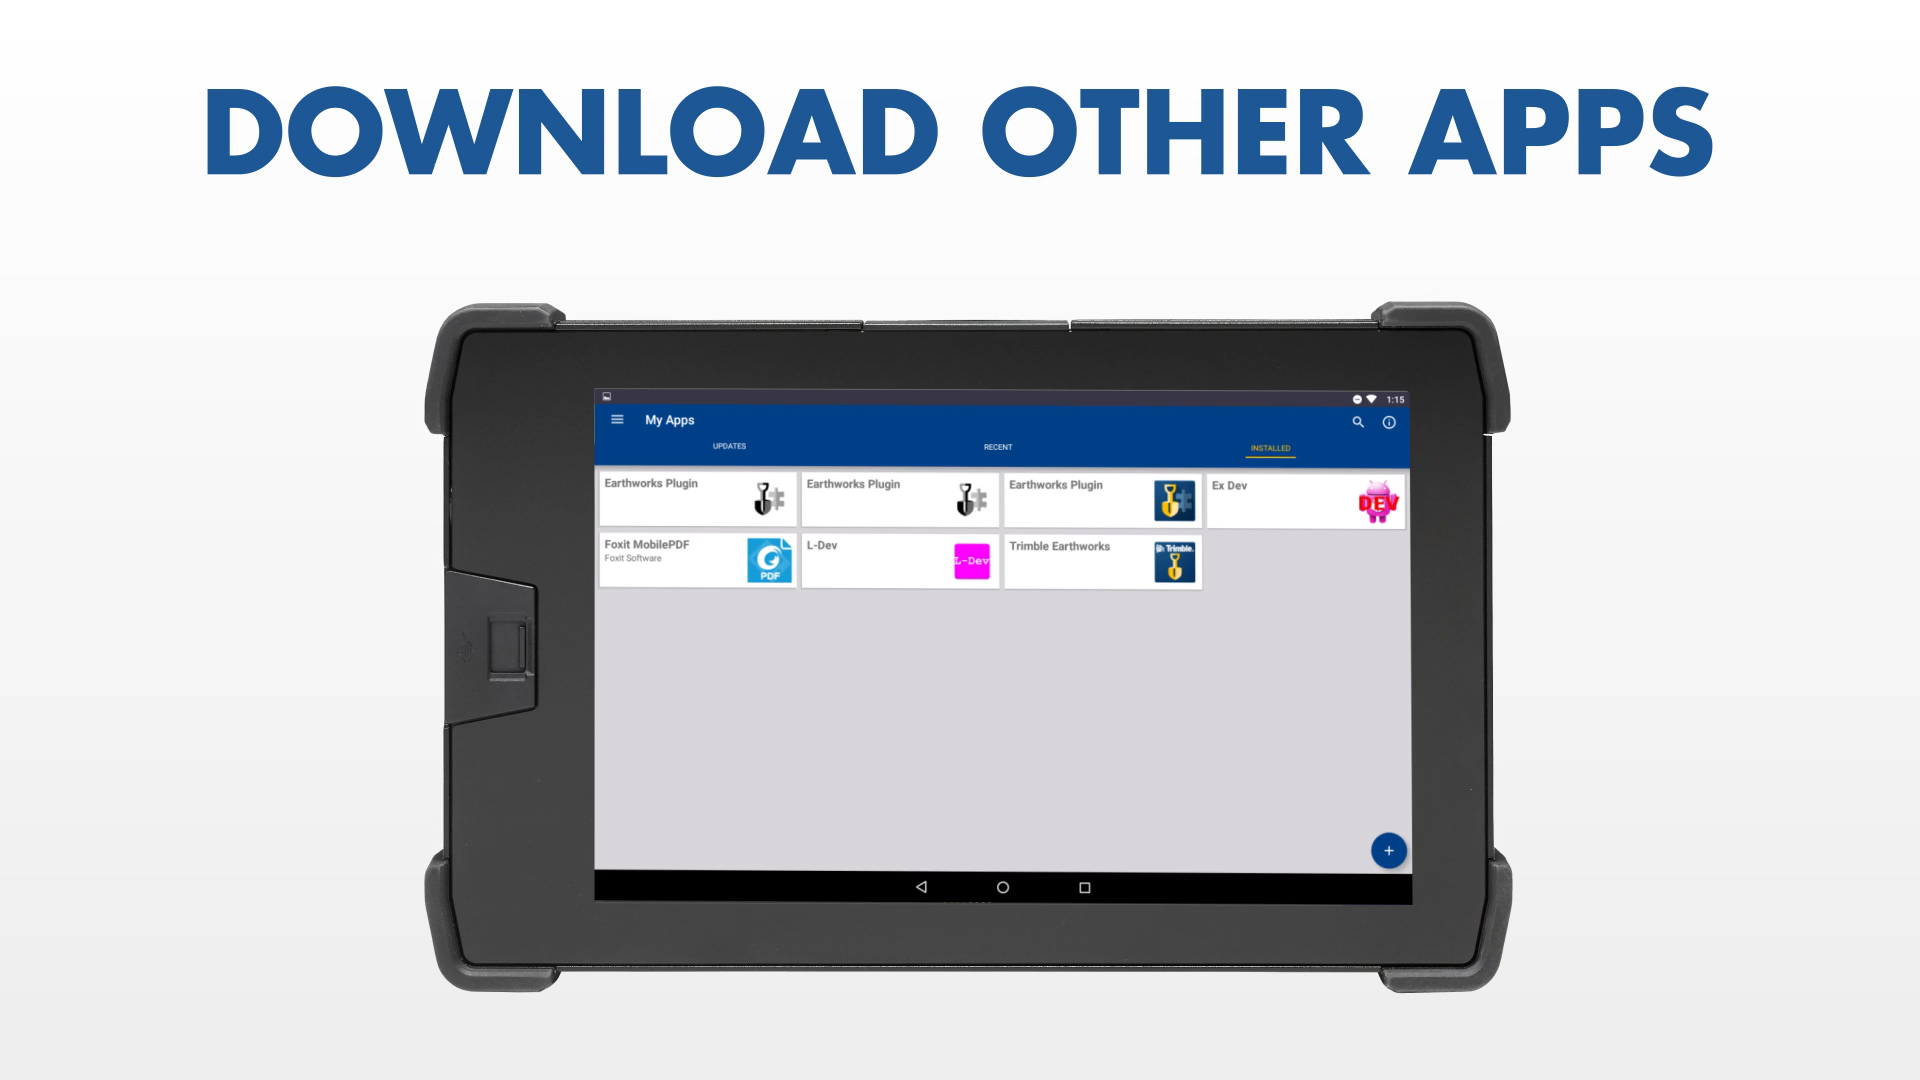 DOWNLOAD OTHER APPS
1:15
My Apps
UPDATES
RECENT
INSTALLED
Earthworks Plugin
Earthworks Plugin
Earthworks Plugin
Ex Dev
DEV
Foxit MobilePDF
Foxit Software
PDF
L-Dev
L-Dev
Trimble Earthworks
Trimble.